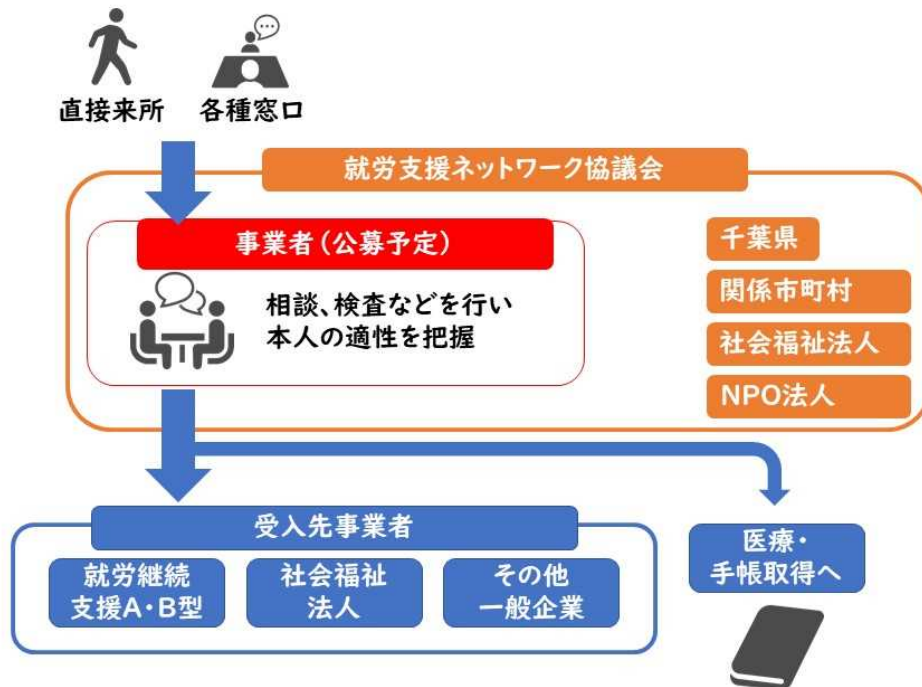 直接来所
各種窓口
就労支援ネットワーク協議会
事業者(公募予定)
相談、検査などを行い
本人の適性を把握
千葉県
関係市町村
社会福祉法人
NPO法人
受入先事業者
就労継続
支援A・B型
社会福祉
法人
その他
一般企業
医療・
手帳取得へ